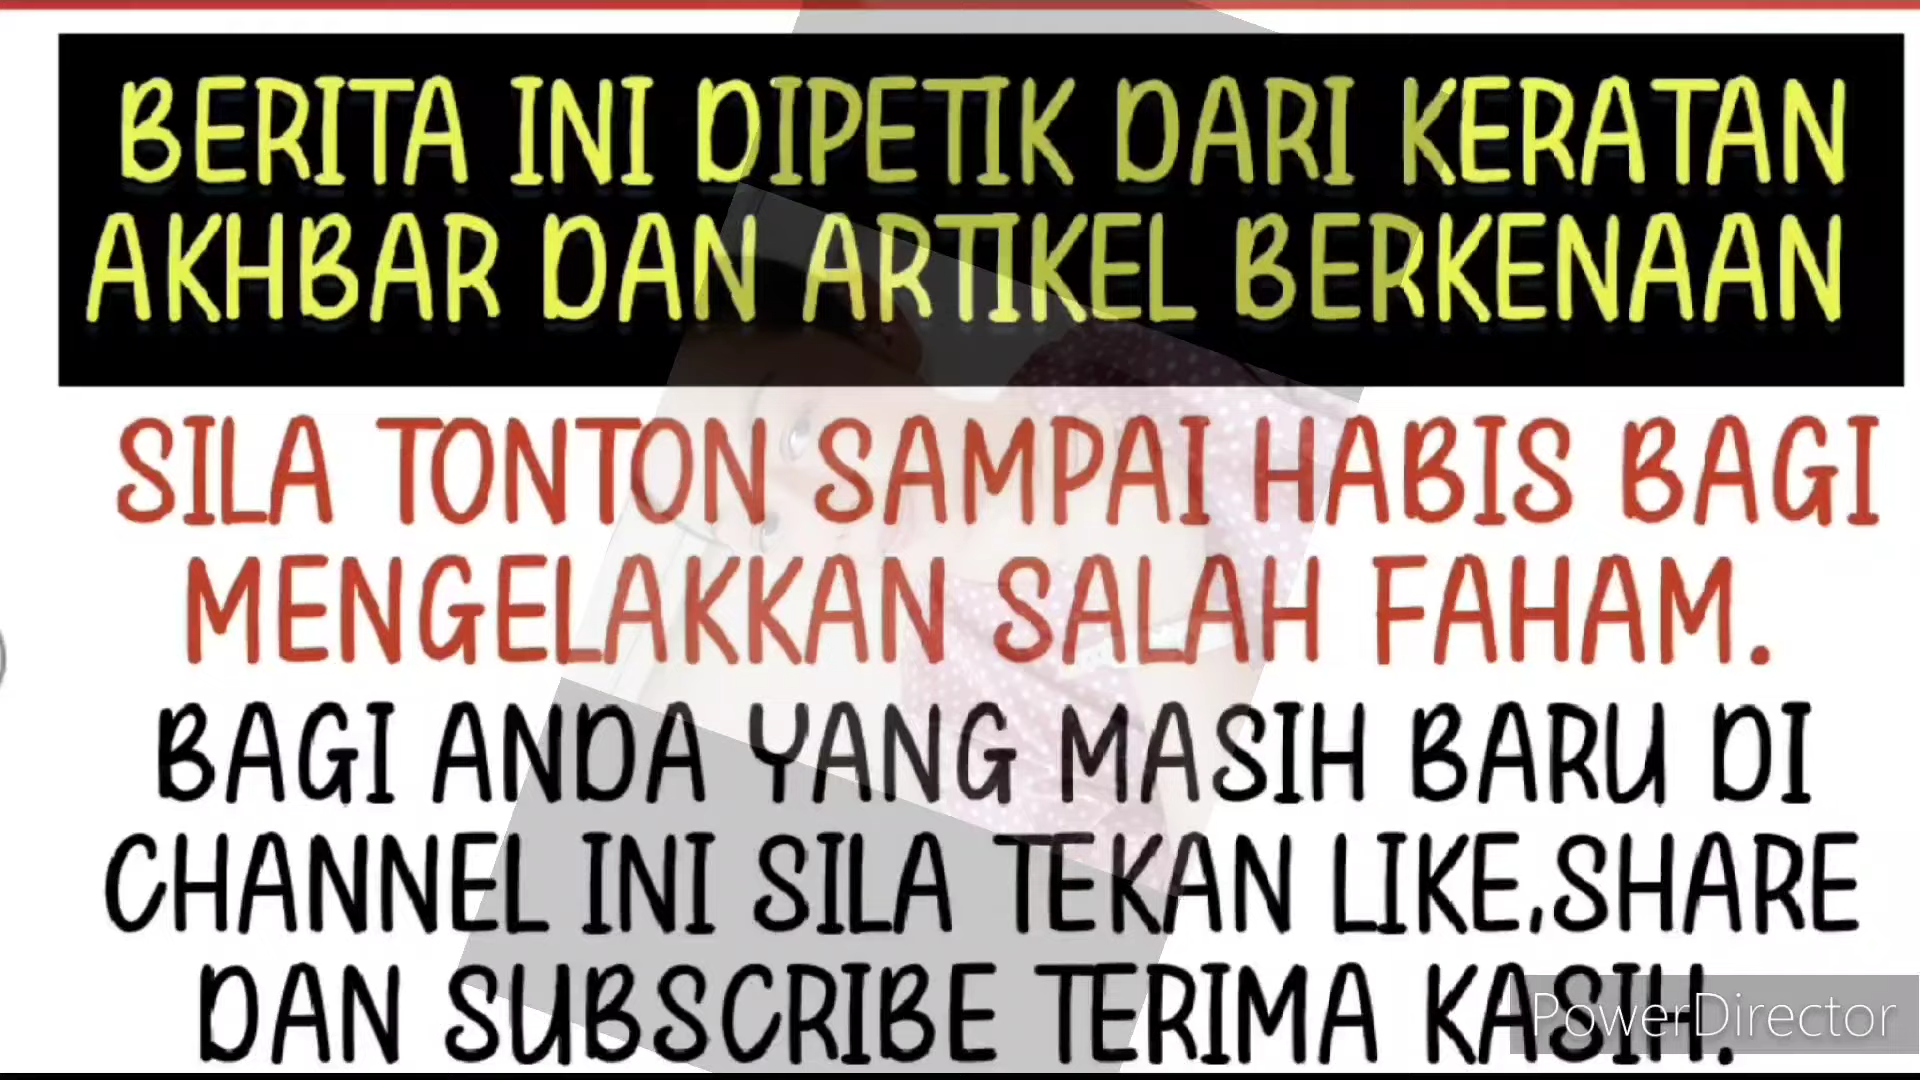 BERITA INI DIPETIK DARI KERATAN
AKHBAR DAN ARTIKEL BERKENAAN
SILA TONTON SAMPAI HABIS BAGI
MENGELAKKAN SALAH FAHAM.
BAGI ANDA YANG MASIH BARU DI
CHANNEL INI SILA TEKAN LIKE,SHARE
DAN SUBSCRIBE TERIMA KASIH.
PowerDirector